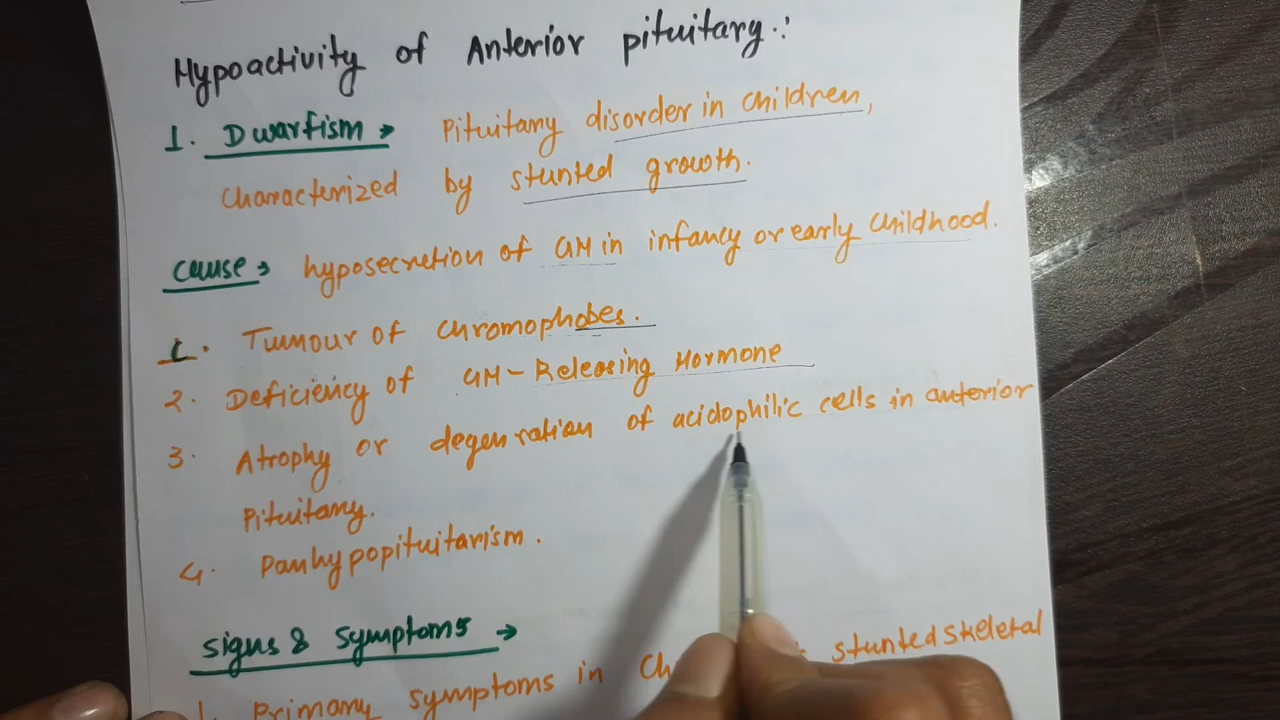 Hypoactivity of Anterior pituitary :
1. Dwarfism → Pituitary disorder in children,
characterized by stunted growth.
Cause → hyposecretion of GH in infancy or early childhood.
1. Tumour of chromophobes.
2. Deficiency of GH - Releasing Hormone
3. Atrophy or degenration of acidophilic cells in anterior
Pituitary.
4. Panhypopituitarism.
Signs & Symptoms →
1. Primary symptoms in stunted skeletal